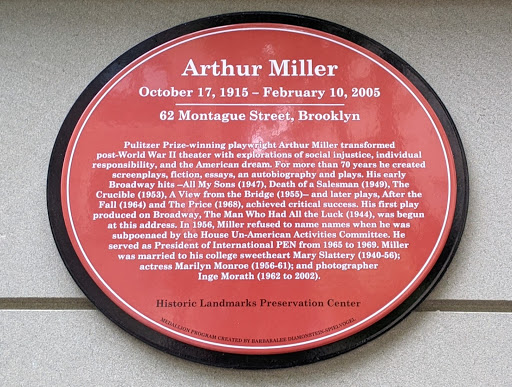 Arthur Miller
October 17, 1915 – February 10, 2005
62 Montague Street, Brooklyn
Pulitzer Prize-winning playwright Arthur Miller transformed
post-World War II theater with explorations of social injustice, individual
responsibility, and the American dream. For more than 70 years he created
screenplays, fiction, essays, an autobiography and plays. His early
Broadway hits –All My Sons (1947), Death of a Salesman (1949), The
Crucible (1953), A View from the Bridge (1955)– and later plays, After the
Fall (1964) and The Price (1968), achieved critical success. His first play
produced on Broadway, The Man Who Had All the Luck (1944), was begun
at this address. In 1956, Miller refused to name names when he was
subpoenaed by the House Un-American Activities Committee. He
served as President of International PEN from 1965 to 1969. Miller
was married to his college sweetheart Mary Slattery (1940-56);
actress Marilyn Monroe (1956-61); and photographer
Inge Morath (1962 to 2002).
Historic Landmarks Preservation Center
MEDALLION PROGRAM CREATED BY BARBARALEE DIAMONSTEIN-SPIELVOGEL